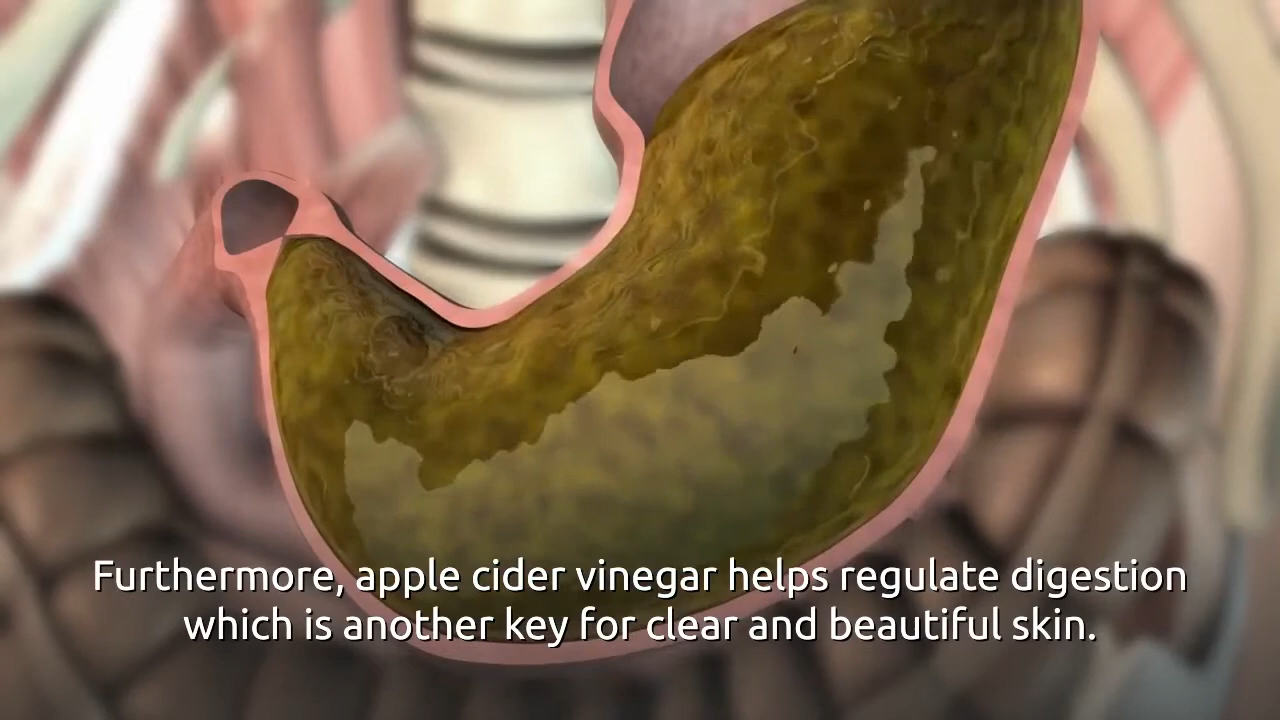 Furthermore, apple cider vinegar helps regulate digestion
which is another key for clear and beautiful skin.